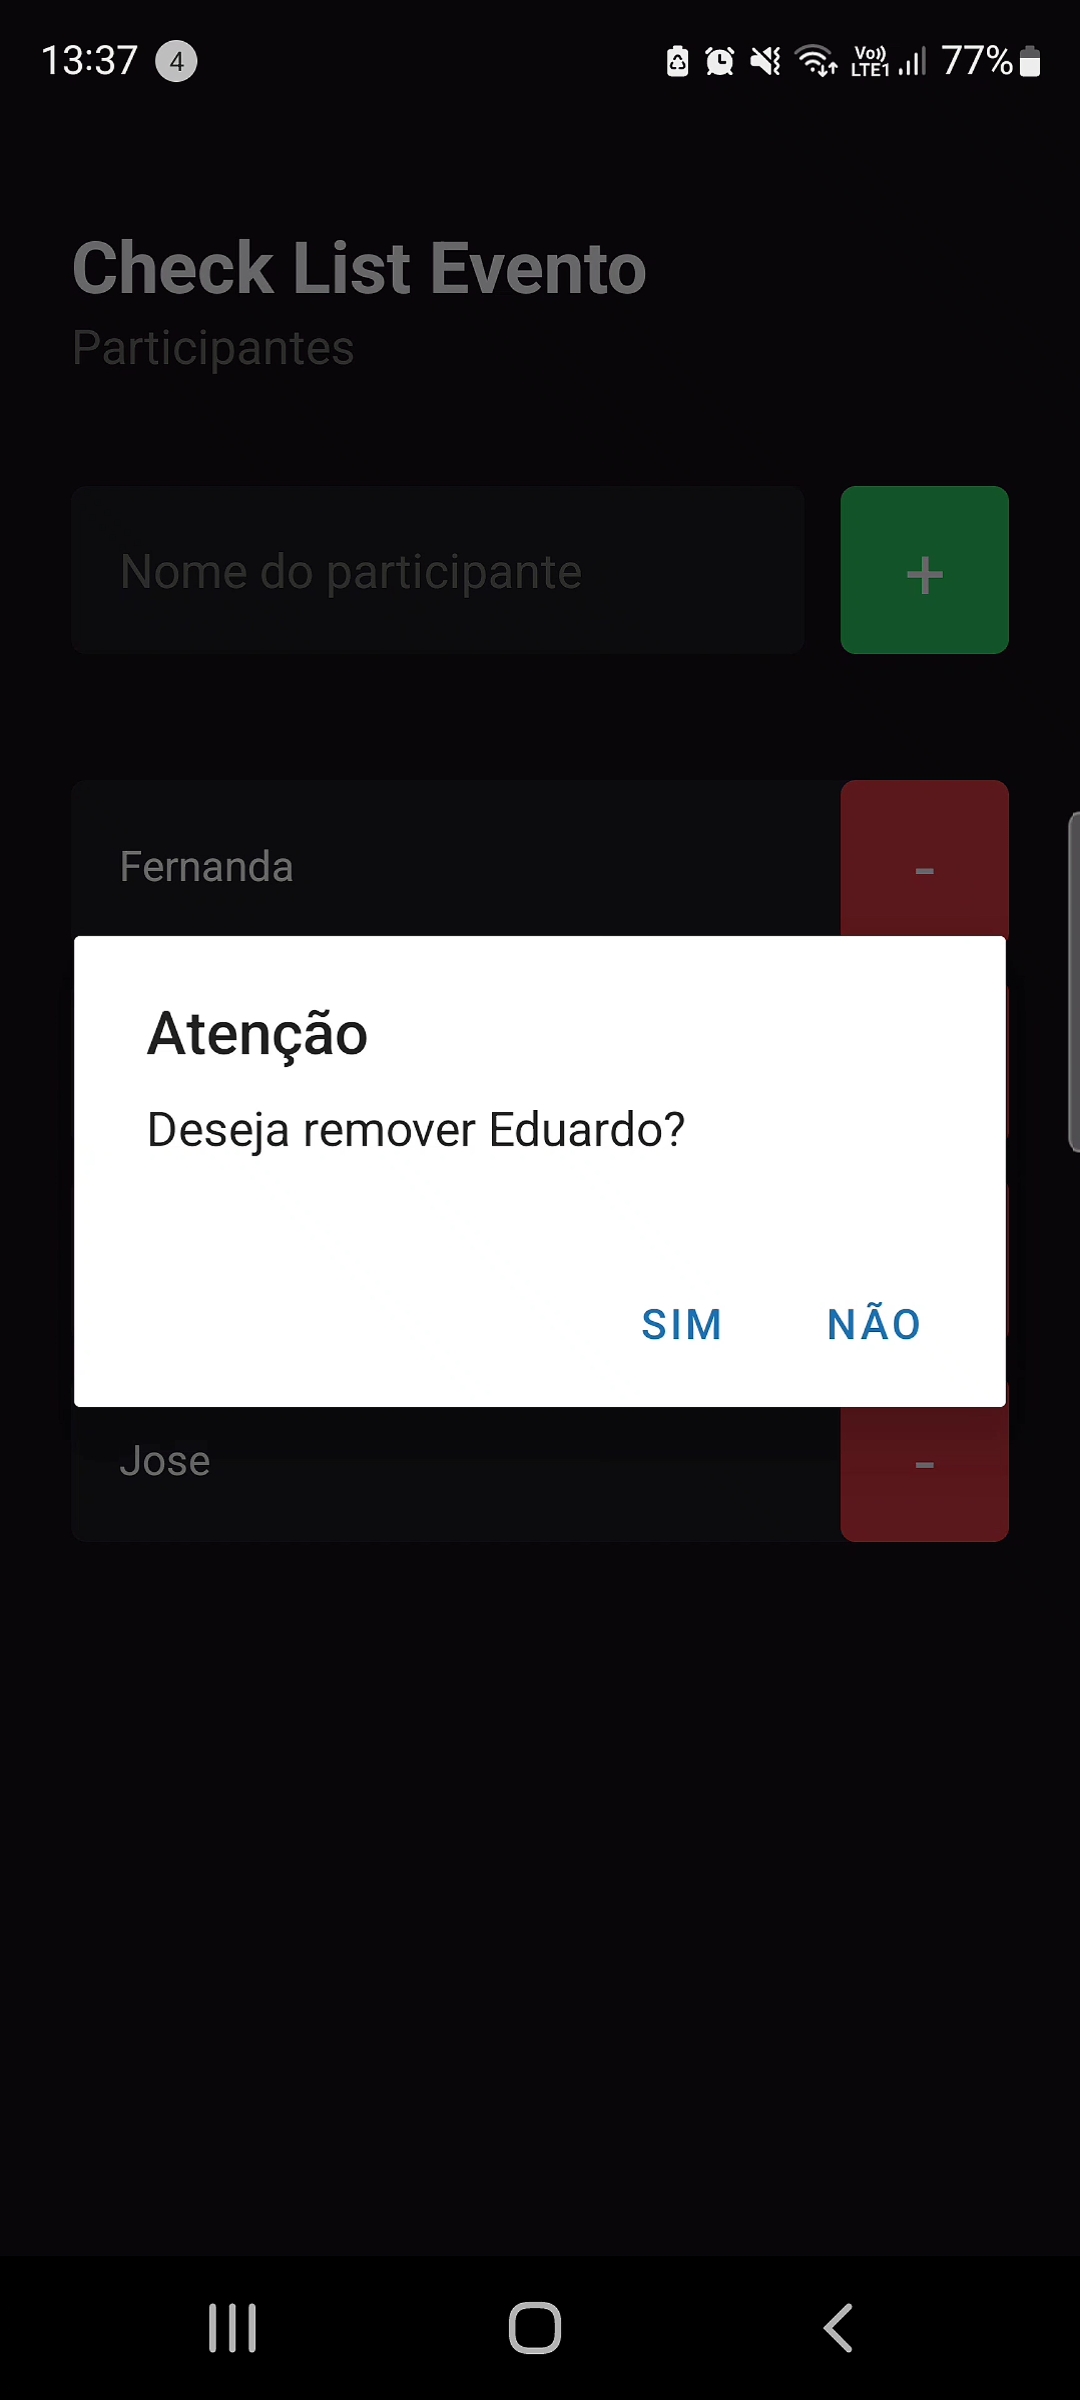 13:37 4 Vo)) LTE1 77%
Check List Evento
Participantes
Nome do participante
+
Fernanda
-
Atenção
Deseja remover Eduardo?
SIM NÃO
Jose
-